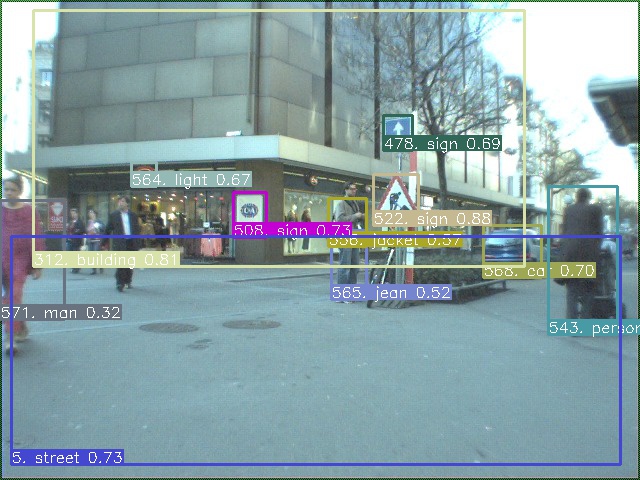 478. sign 0.69
564. light 0.67
522. sign 0.88
C&A
508. sign 0.73
556. jacket 0.57
312. building 0.81
568. car 0.70
565. jean 0.52
571. man 0.32
543. person
5. street 0.73